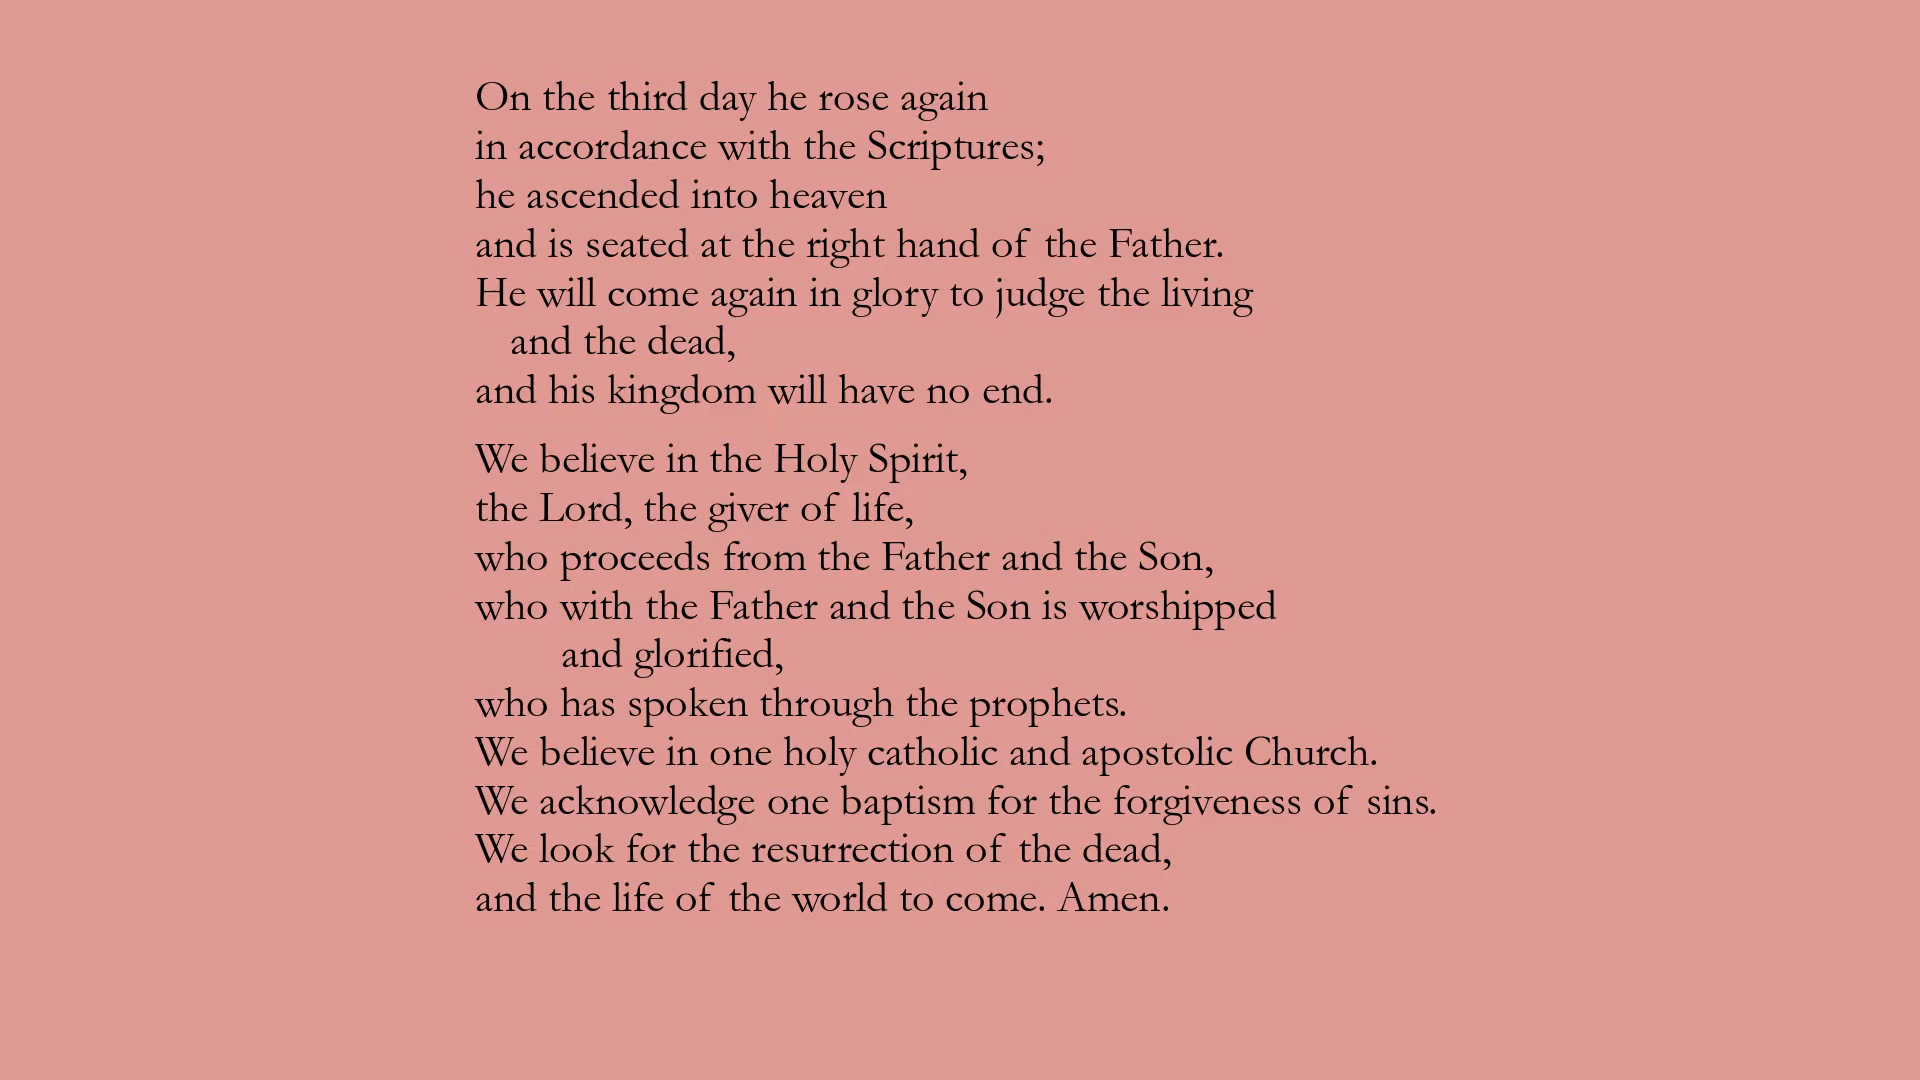 On the third day he rose again
in accordance with the Scriptures;
he ascended into heaven
and is seated at the right hand of the Father.
He will come again in glory to judge the living
and the dead,
and his kingdom will have no end.
We believe in the Holy Spirit,
the Lord, the giver of life,
who proceeds from the Father and the Son,
who with the Father and the Son is worshipped
and glorified,
who has spoken through the prophets.
We believe in one holy catholic and apostolic Church.
We acknowledge one baptism for the forgiveness of sins.
We look for the resurrection of the dead,
and the life of the world to come. Amen.